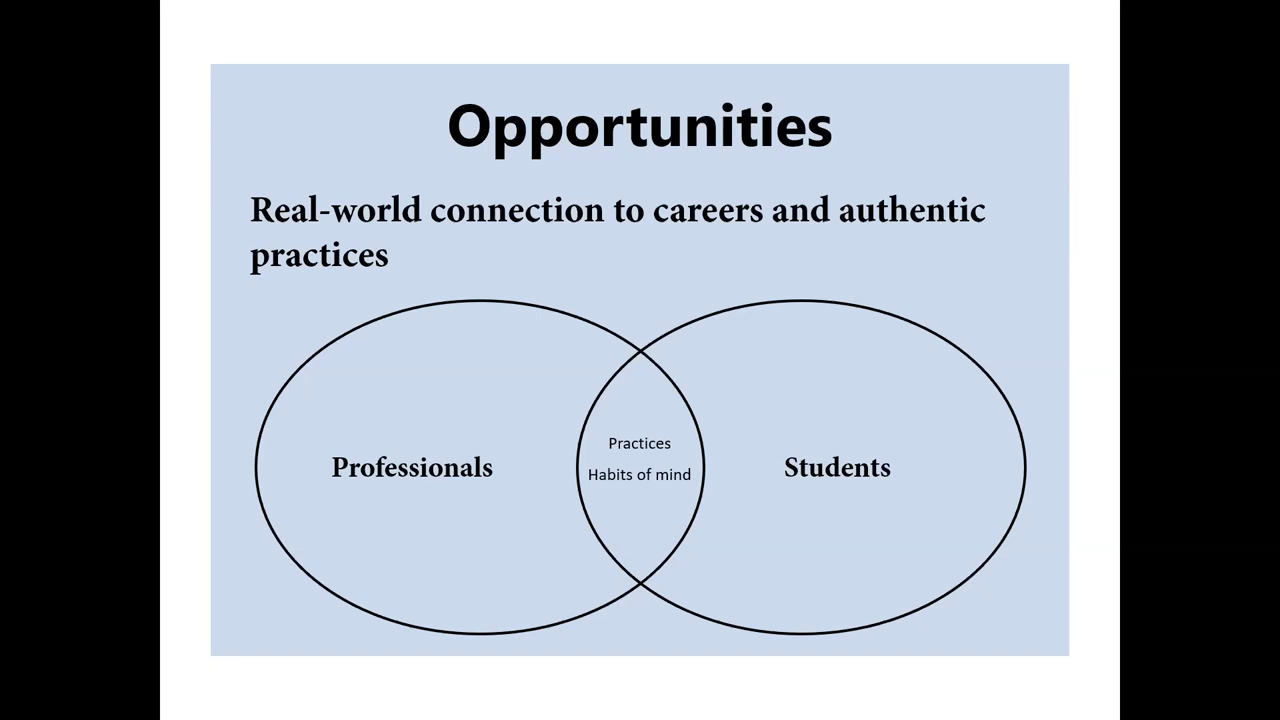 Opportunities
Real-world connection to careers and authentic
practices
Professionals
Practices
Habits of mind
Students